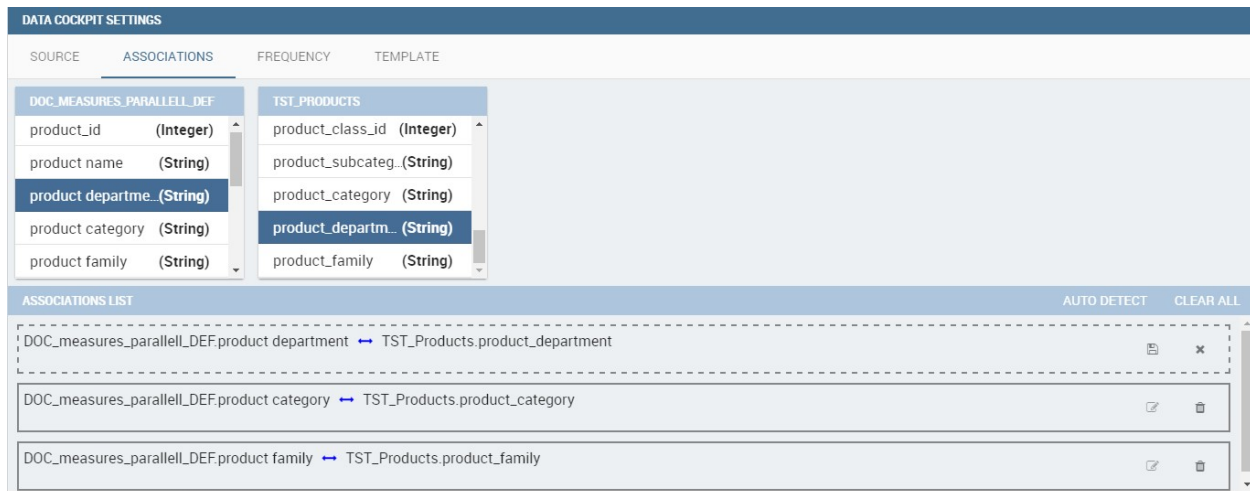 DATA COCKPIT SETTINGS
SOURCE ASSOCIATIONS FREQUENCY TEMPLATE
DOC_MEASURES_PARALLELL_DEF
product_id (Integer)
product name (String)
product departme...(String)
product category (String)
product family (String)
TST_PRODUCTS
product_class_id (Integer)
product_subcateg...(String)
product_category (String)
product_departm... (String)
product_family (String)
ASSOCIATIONS LIST AUTO DETECT CLEAR ALL
DOC_measures_parallell_DEF.product department ↔ TST_Products.product_department
DOC_measures_parallell_DEF.product category ↔ TST_Products.product_category
DOC_measures_parallell_DEF.product family ↔ TST_Products.product_family